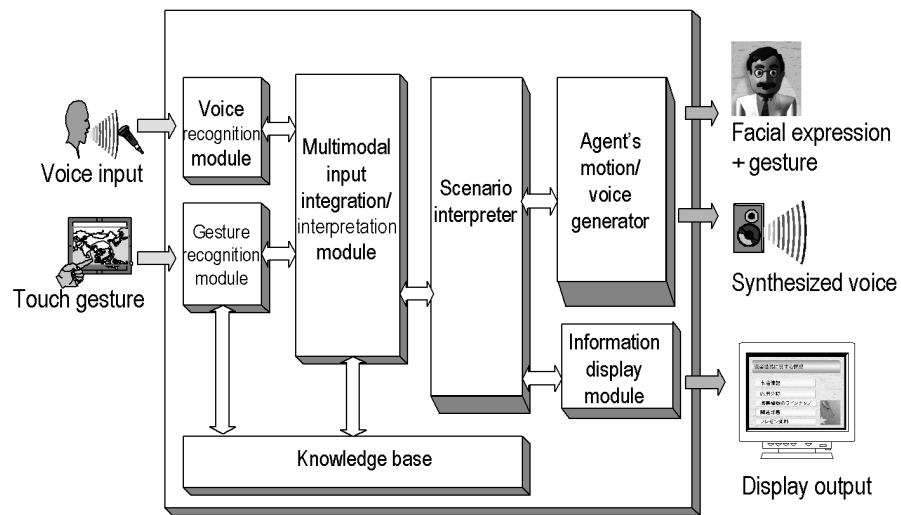 Voice input
Touch gesture
Voice
recognition
module
Gesture
recognition
module
Multimodal
input
integration/
interpretation
module
Scenario
interpreter
Agent's
motion/
voice
generator
Information
display
module
Knowledge base
Facial expression
+ gesture
Synthesized voice
Display output